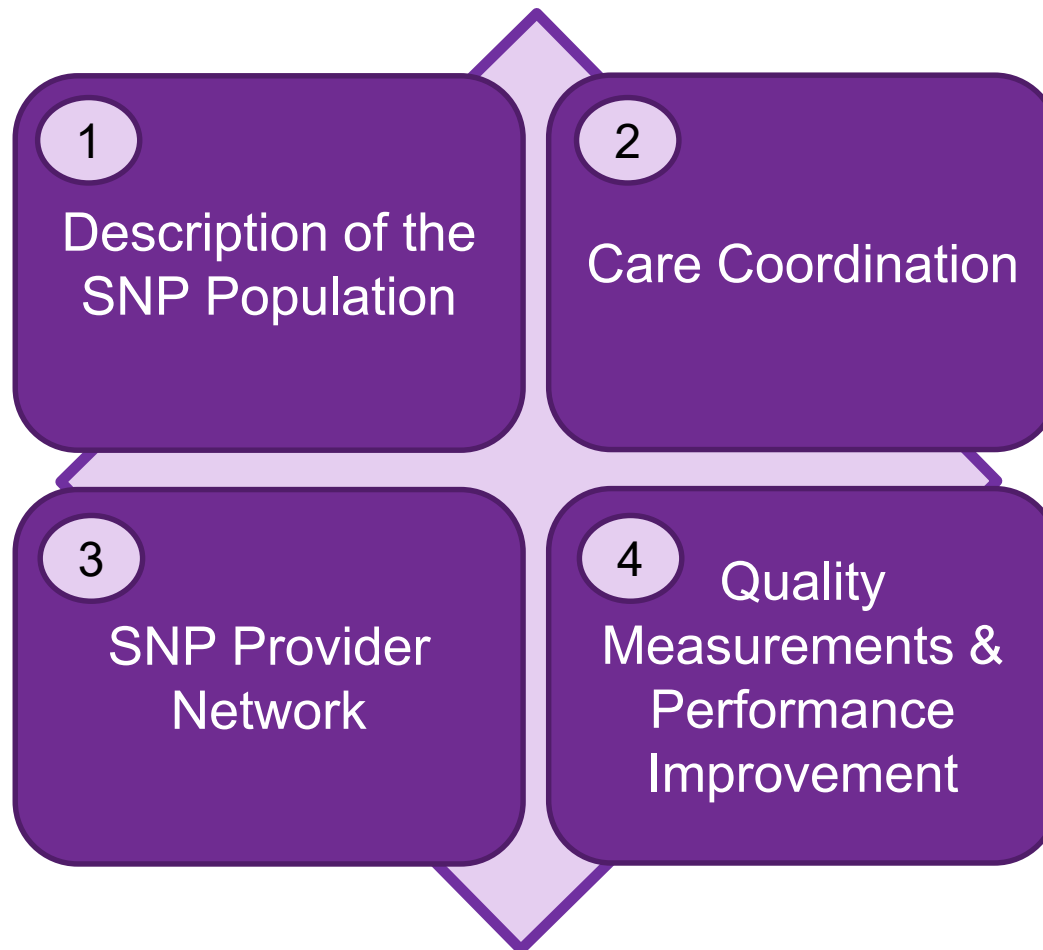 1
Description of the
SNP Population
2
Care Coordination
3
SNP Provider
Network
4
Quality
Measurements &
Performance
Improvement